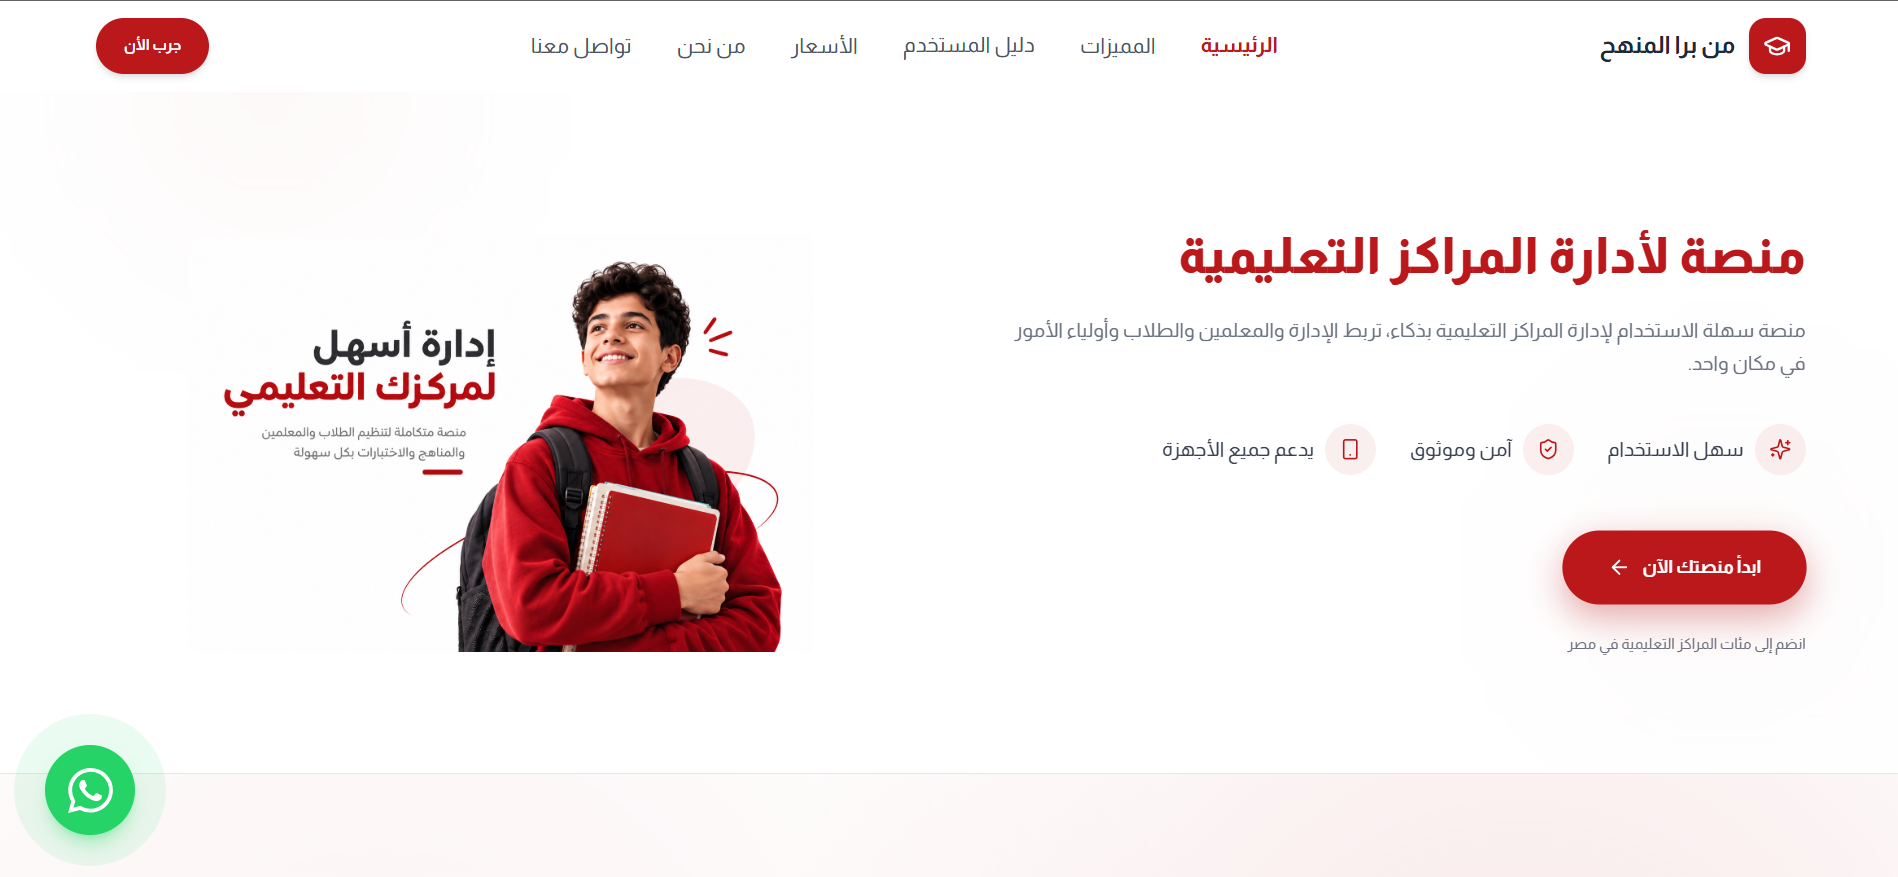 من برا المنهج
الرئيسية
المميزات
دليل المستخدم
الأسعار
من نحن
تواصل معنا
جرب الأن
منصة لأدارة المراكز التعليمية
منصة سهلة الاستخدام لإدارة المراكز التعليمية بذكاء، تربط الإدارة والمعلمين والطلاب وأولياء الأمور
في مكان واحد.
سهل الاستخدام
آمن وموثوق
يدعم جميع الأجهزة
ابدأ منصتك الآن
انضم إلى مئات المراكز التعليمية في مصر
إدارة أسهل
لمركزك التعليمي
منصة متكاملة لتنظيم الطلاب والمعلمين
والمناهج والاختبارات بكل سهولة